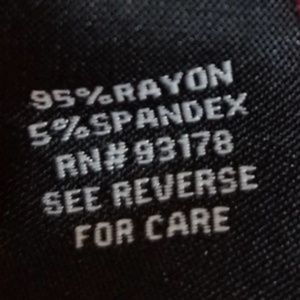 95%RAYON
5%SPANDEX
RN#93178
SEE REVERSE
FOR CARE